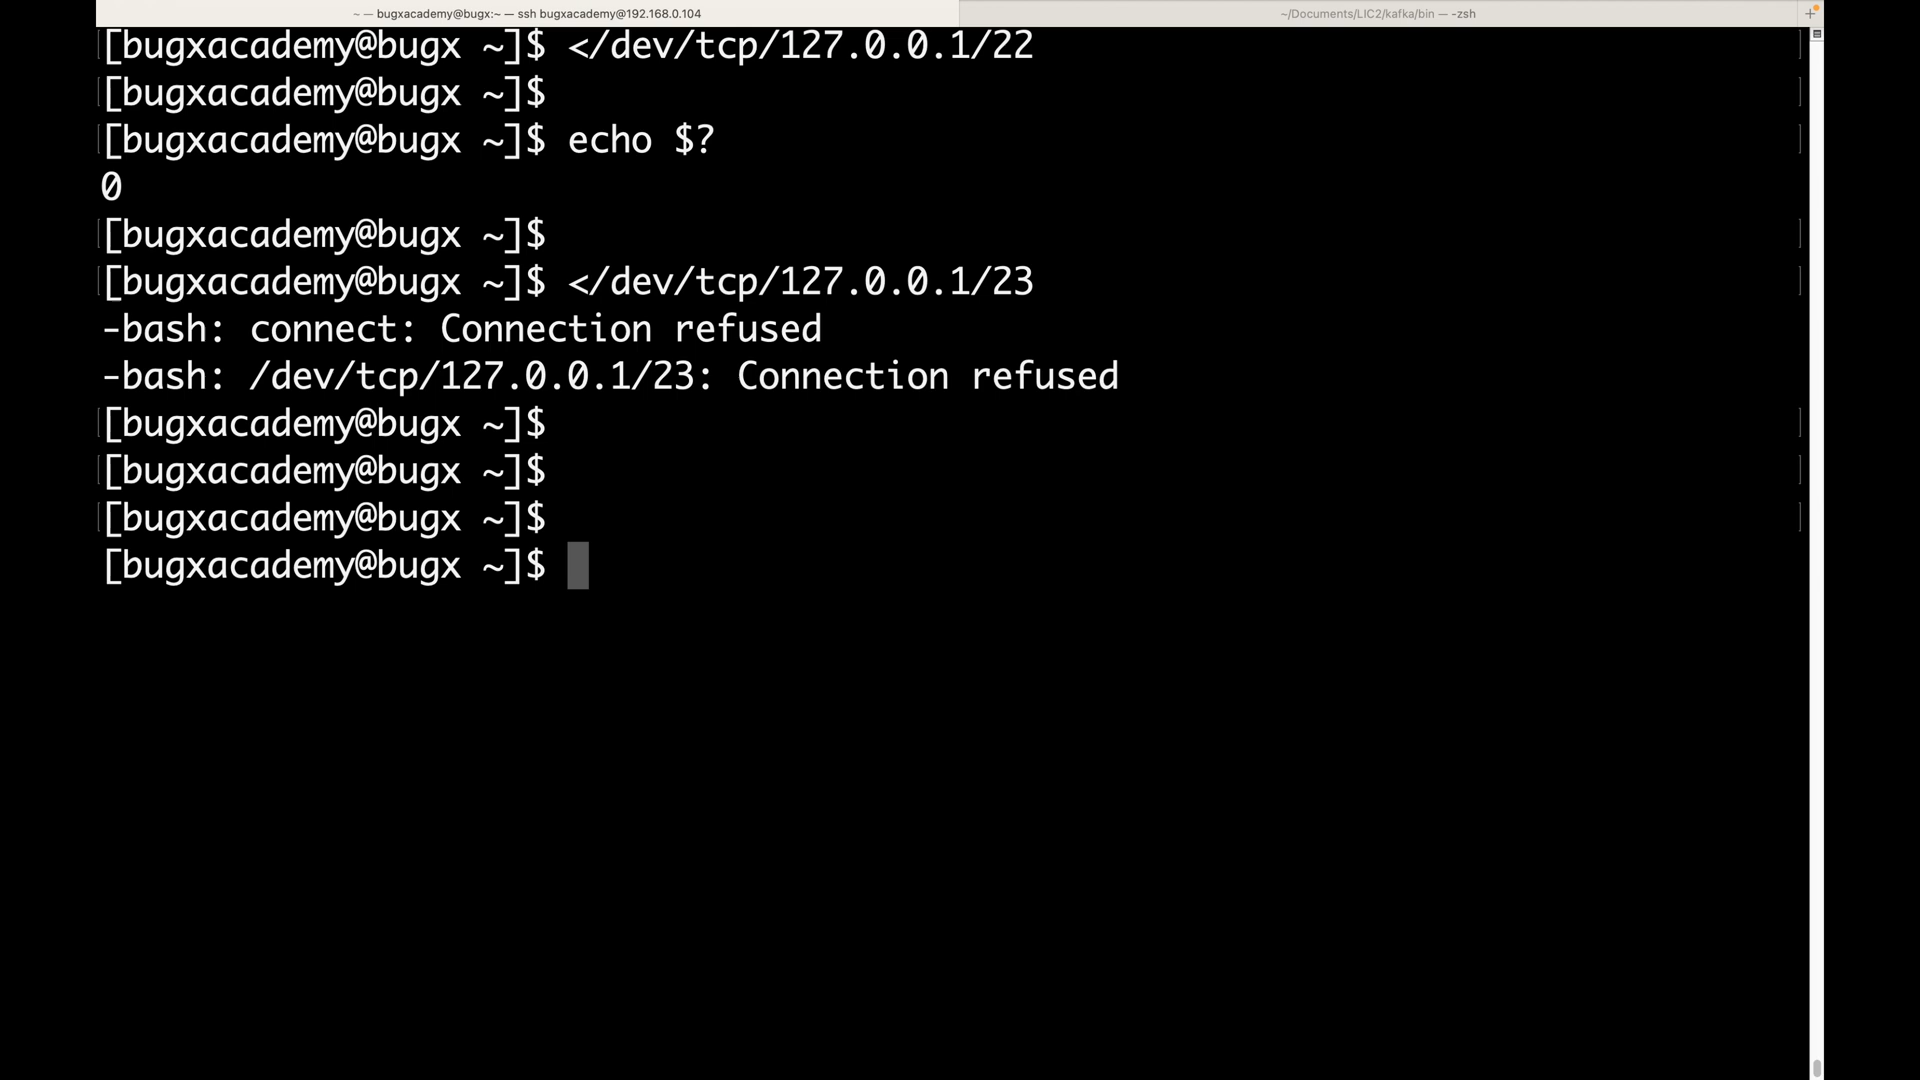 ~ — bugxacademy@bugx:~ — ssh bugxacademy@192.168.0.104
~/Documents/LIC2/kafka/bin — -zsh
[bugxacademy@bugx ~]$ </dev/tcp/127.0.0.1/22
[bugxacademy@bugx ~]$
[bugxacademy@bugx ~]$ echo $?
0
[bugxacademy@bugx ~]$
[bugxacademy@bugx ~]$ </dev/tcp/127.0.0.1/23
-bash: connect: Connection refused
-bash: /dev/tcp/127.0.0.1/23: Connection refused
[bugxacademy@bugx ~]$
[bugxacademy@bugx ~]$
[bugxacademy@bugx ~]$
[bugxacademy@bugx ~]$